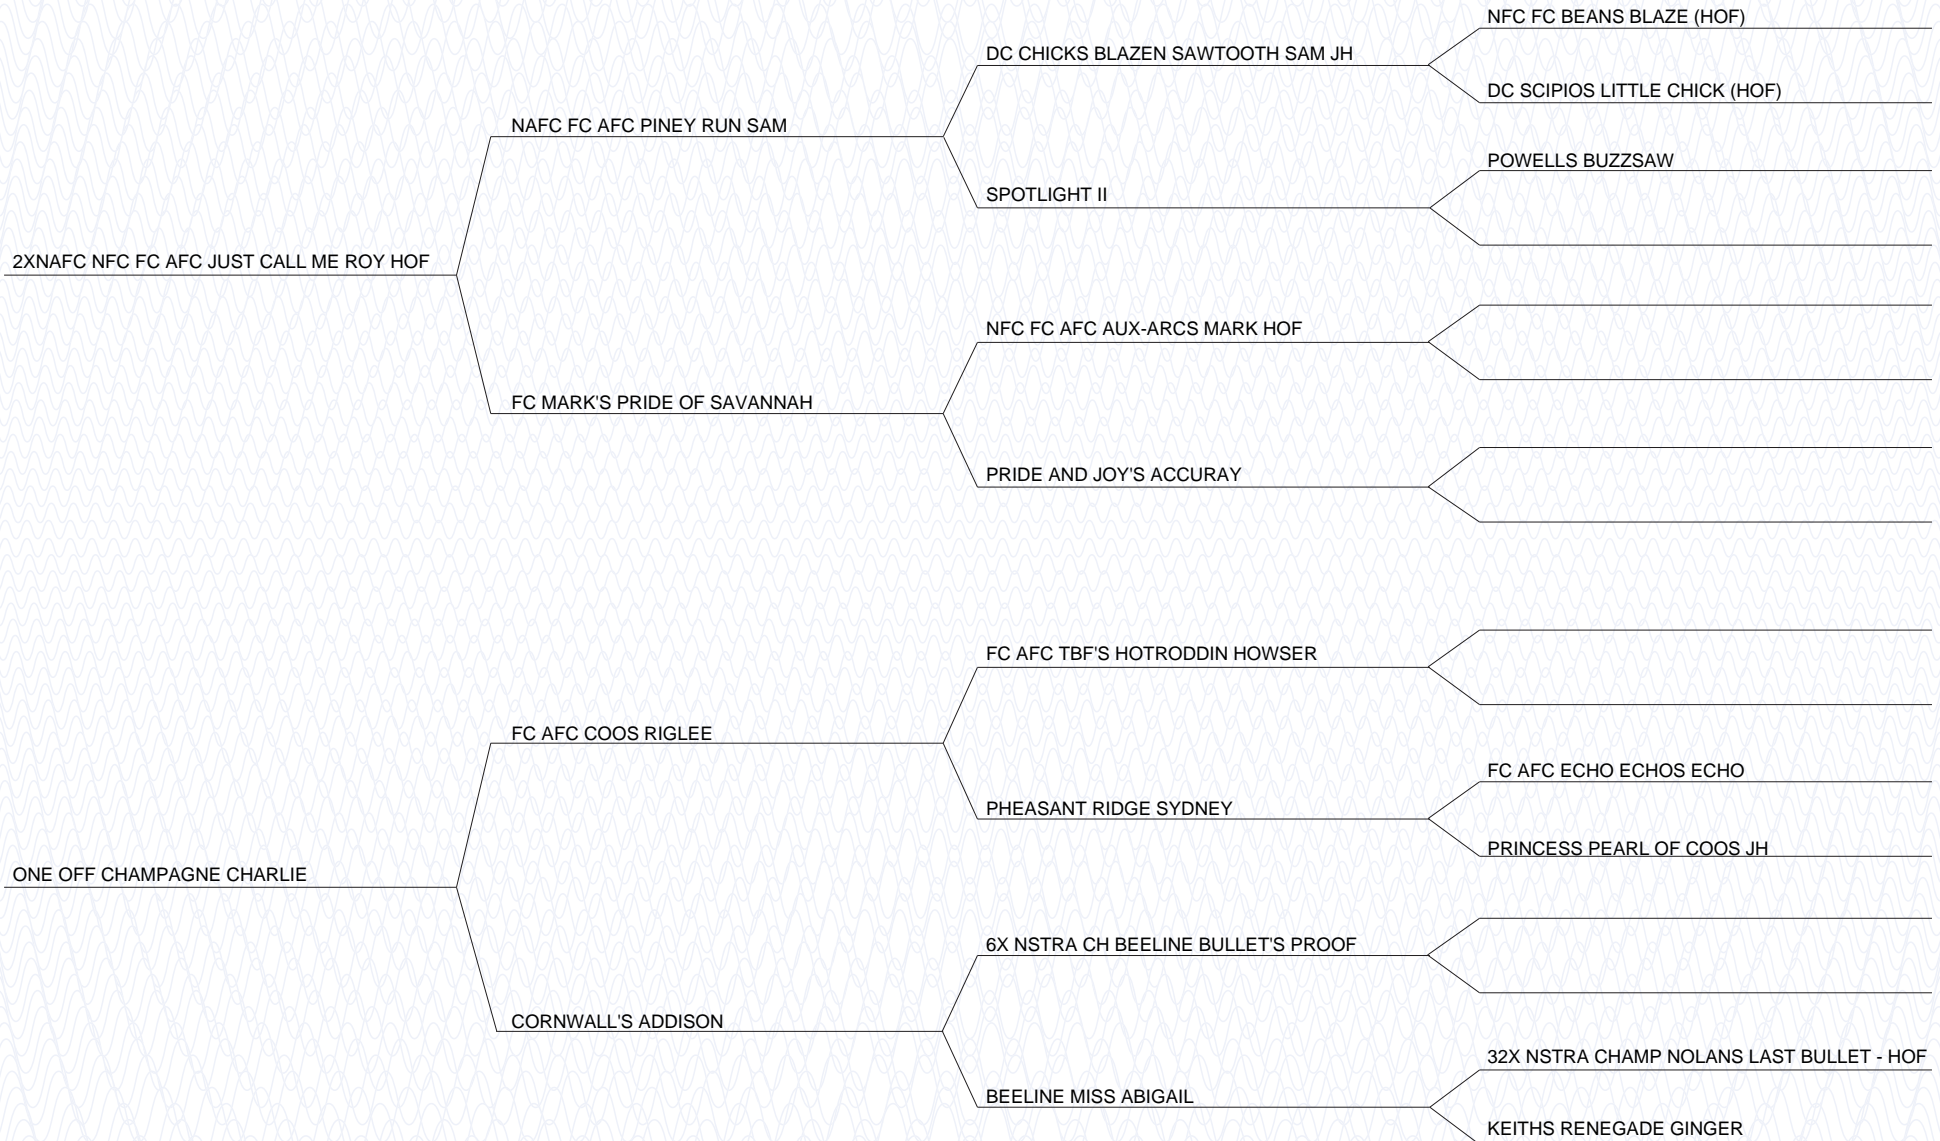 NFC FC BEANS BLAZE (HOF)
DC CHICKS BLAZEN SAWTOOTH SAM JH
DC SCIPIOS LITTLE CHICK (HOF)
NAFC FC AFC PINEY RUN SAM
POWELLS BUZZSAW
SPOTLIGHT II
2XNAFC NFC FC AFC JUST CALL ME ROY HOF
NFC FC AFC AUX-ARCS MARK HOF
FC MARK'S PRIDE OF SAVANNAH
PRIDE AND JOY'S ACCURAY
FC AFC TBF'S HOTRODDIN HOWSER
FC AFC COOS RIGLEE
FC AFC ECHO ECHOS ECHO
PHEASANT RIDGE SYDNEY
PRINCESS PEARL OF COOS JH
ONE OFF CHAMPAGNE CHARLIE
6X NSTRA CH BEELINE BULLET'S PROOF
CORNWALL'S ADDISON
32X NSTRA CHAMP NOLANS LAST BULLET - HOF
BEELINE MISS ABIGAIL
KEITHS RENEGADE GINGER